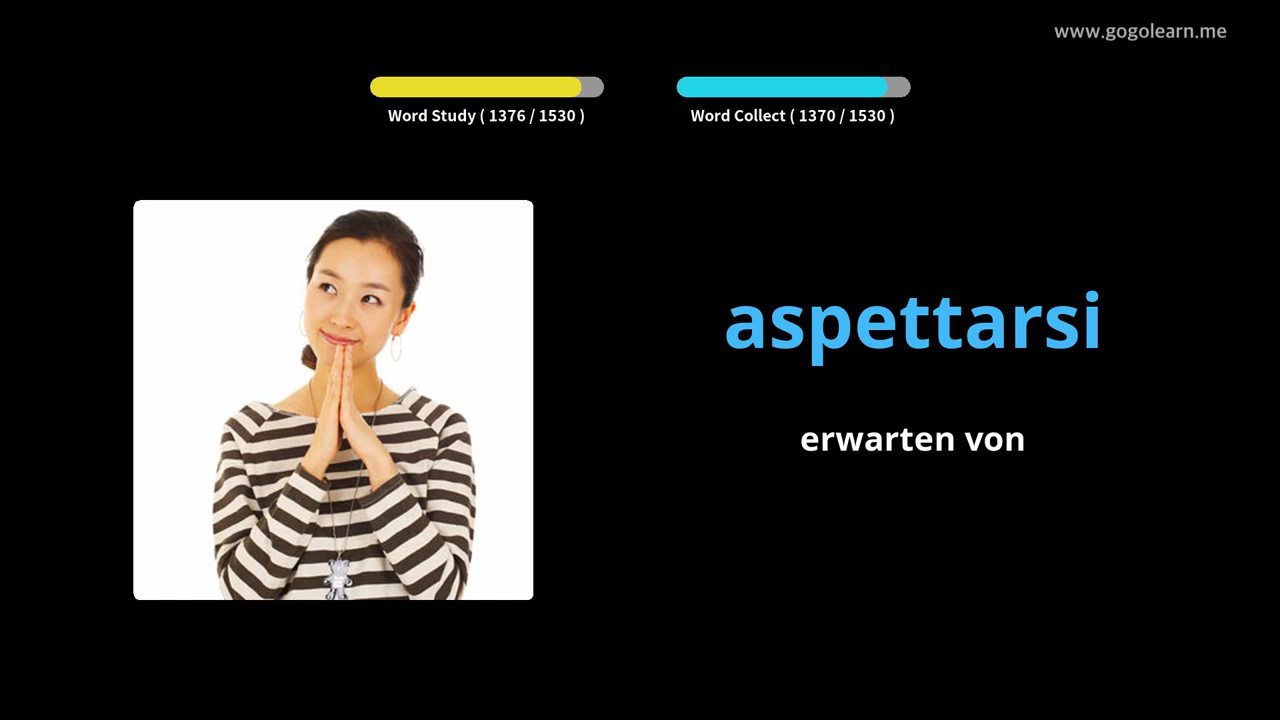 www.gogolearn.me
Word Study ( 1376 / 1530 )
Word Collect ( 1370 / 1530 )
aspettarsi
erwarten von